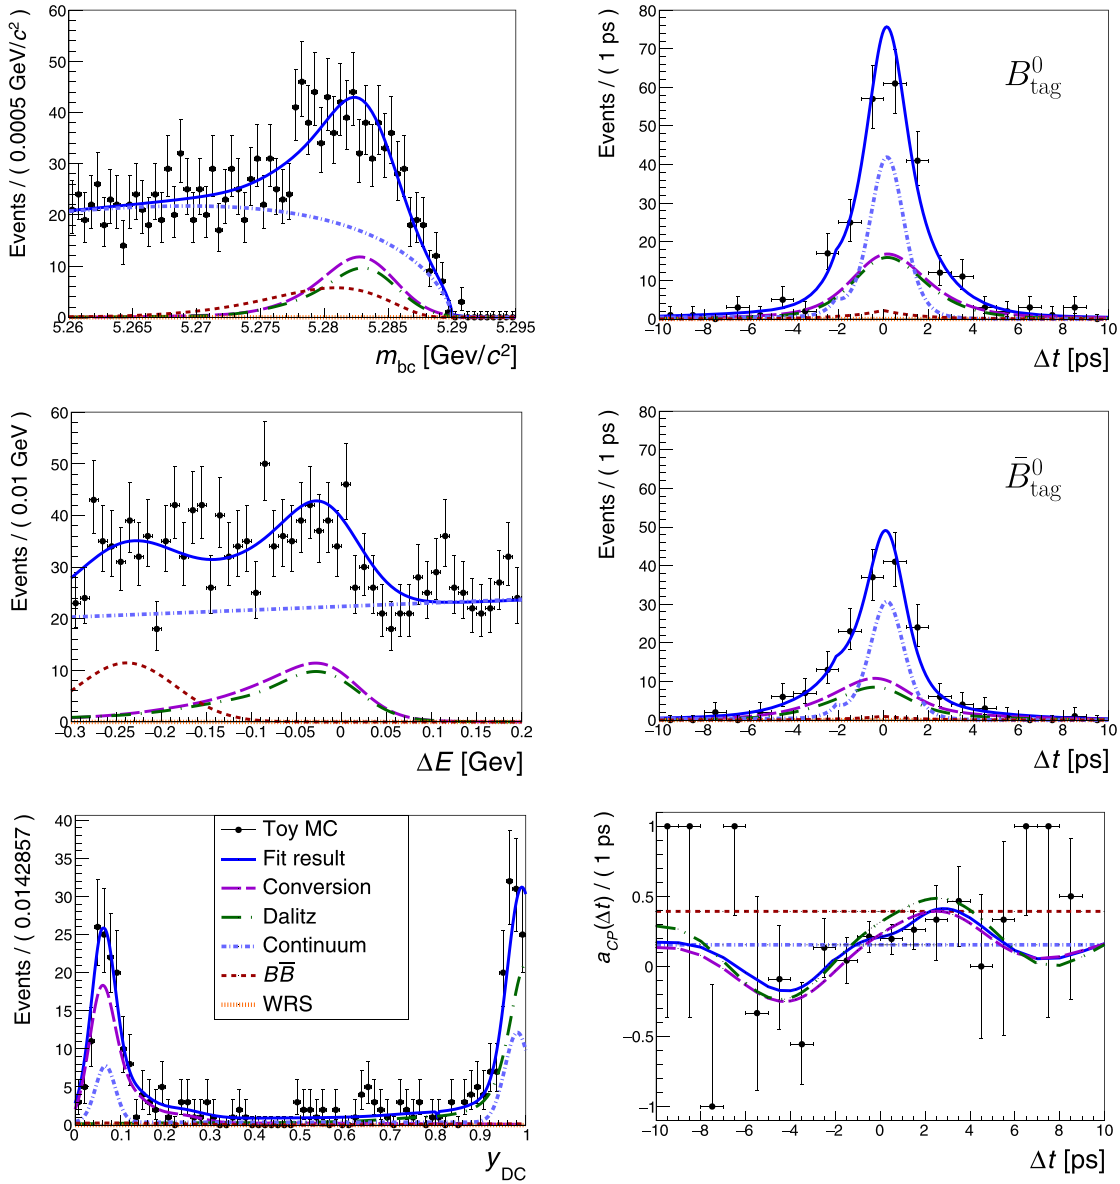 Events / ( 0.0005 GeV/c² )
60
50
40
30
20
10
0
5.26 5.265 5.27 5.275 5.28 5.285 5.29 5.295
m_bc [Gev/c²]
Events / ( 1 ps )
80
70
60
50
40
30
20
10
0
−10 −8 −6 −4 −2 0 2 4 6 8 10
B⁰_tag
Δt [ps]
Events / ( 0.01 GeV )
60
50
40
30
20
10
0
−0.3 −0.25 −0.2 −0.15 −0.1 −0.05 0 0.05 0.1 0.15 0.2
ΔE [Gev]
Events / ( 1 ps )
80
70
60
50
40
30
20
10
0
−10 −8 −6 −4 −2 0 2 4 6 8 10
B̄⁰_tag
Δt [ps]
Events / ( 0.0142857 )
40
35
30
25
20
15
10
5
0
0 0.1 0.2 0.3 0.4 0.5 0.6 0.7 0.8 0.9 1
y_DC
Toy MC
Fit result
Conversion
Dalitz
Continuum
BB̅
WRS
a_CP(Δt) / ( 1 ps )
1
0.5
0
−0.5
−1
−10 −8 −6 −4 −2 0 2 4 6 8 10
Δt [ps]